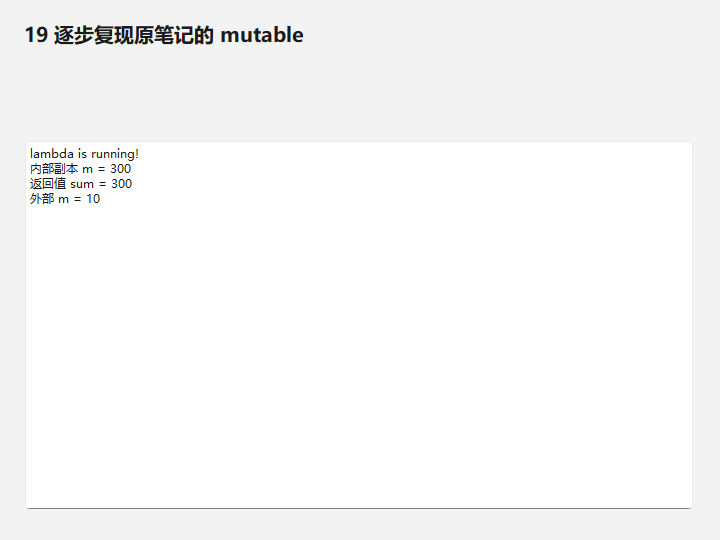 19 逐步复现原笔记的 mutable
lambda is running!
内部副本 m = 300
返回值 sum = 300
外部 m = 10